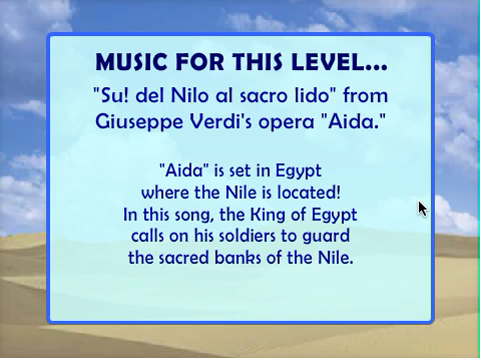 MUSIC FOR THIS LEVEL...
"Su! del Nilo al sacro lido" from
Giuseppe Verdi's opera "Aida."
"Aida" is set in Egypt
where the Nile is located!
In this song, the King of Egypt
calls on his soldiers to guard
the sacred banks of the Nile.